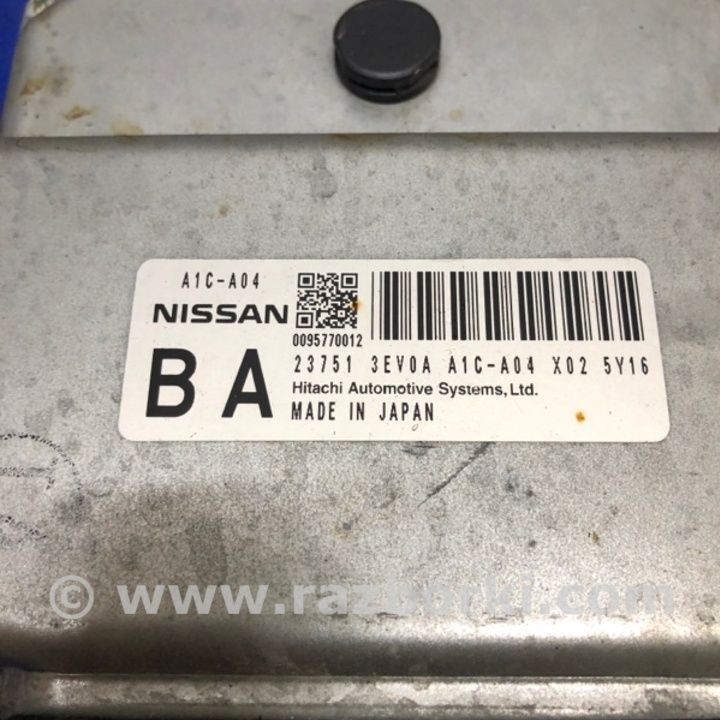 A1C-A04
NISSAN
0095770012
BA
23751 3EV0A A1C-A04 X02 5Y16
Hitachi Automotive Systems, Ltd.
MADE IN JAPAN
© www.razborki.com